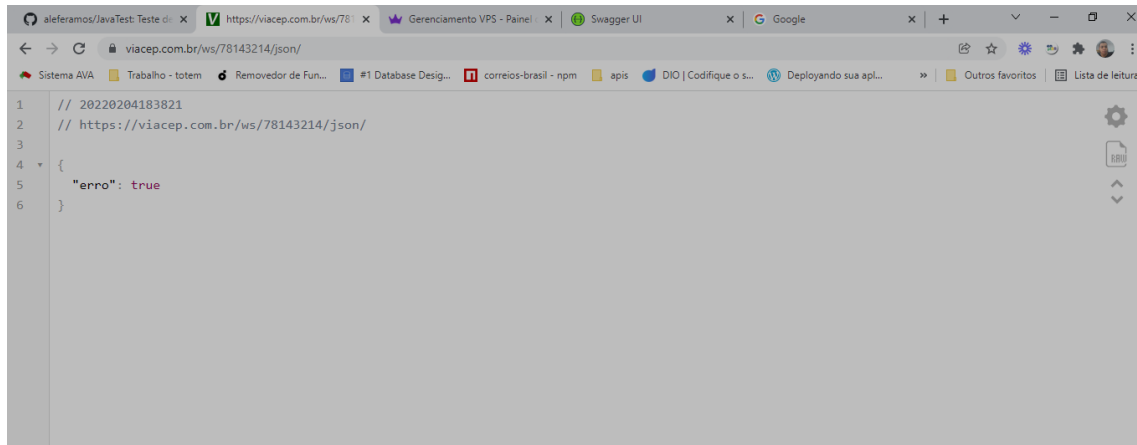 aleferamos/JavaTest: Teste de
https://viacep.com.br/ws/781
Gerenciamento VPS - Painel
Swagger UI
Google
viacep.com.br/ws/78143214/json/
Sistema AVA
Trabalho - totem
Removedor de Fun...
#1 Database Desig...
correios-brasil - npm
apis
DIO | Codifique o s...
Deployando sua apl...
»
Outros favoritos
Lista de leitura
1 // 20220204183821
2 // https://viacep.com.br/ws/78143214/json/
3
4 {
5 "erro": true
6 }
RAW